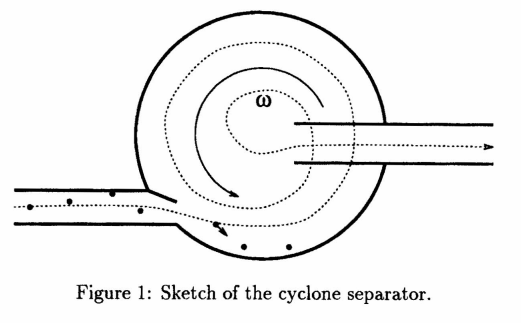 ω
Figure 1: Sketch of the cyclone separator.